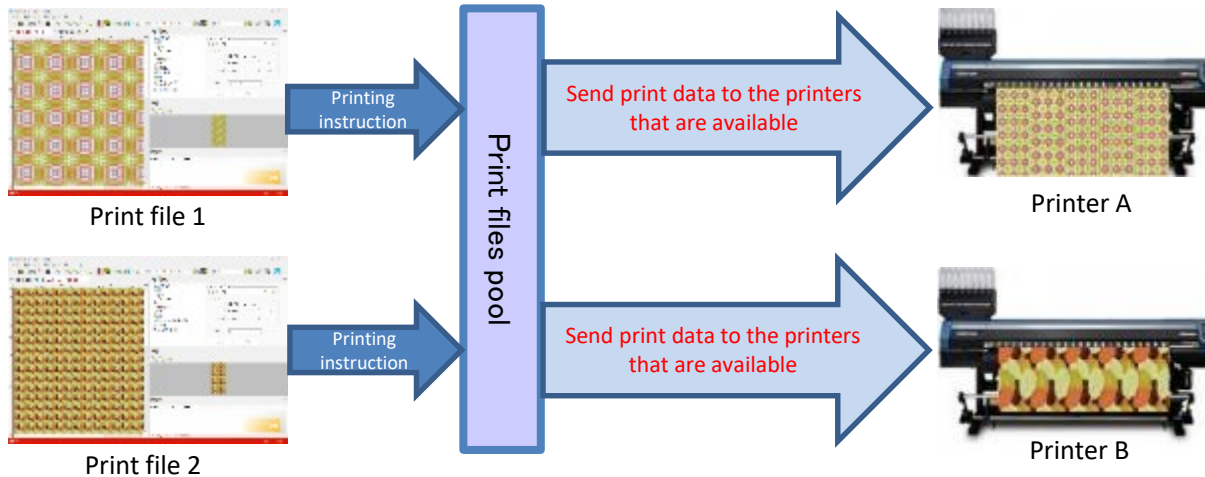 Printing
instruction
Send print data to the printers
that are available
Print file 1
Printer A
Print files pool
Printing
instruction
Send print data to the printers
that are available
Print file 2
Printer B